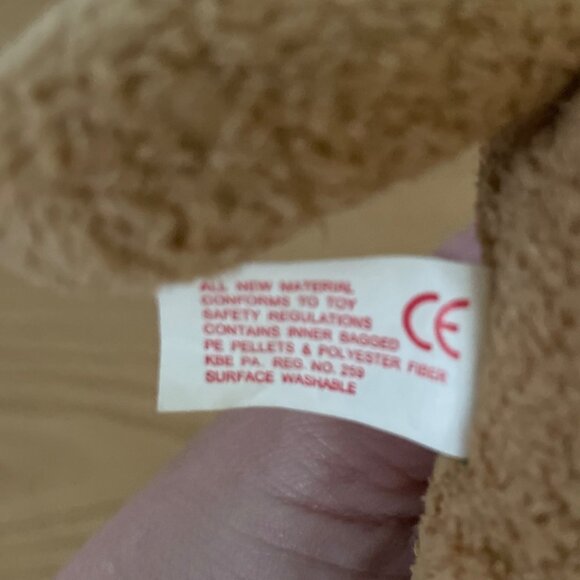 ALL NEW MATERIAL
CONFORMS TO TOY
SAFETY REGULATIONS
CONTAINS INNER BAGGED
PE PELLETS & POLYESTER FIBER
KBE PA. REG. NO. 259
SURFACE WASHABLE
CE